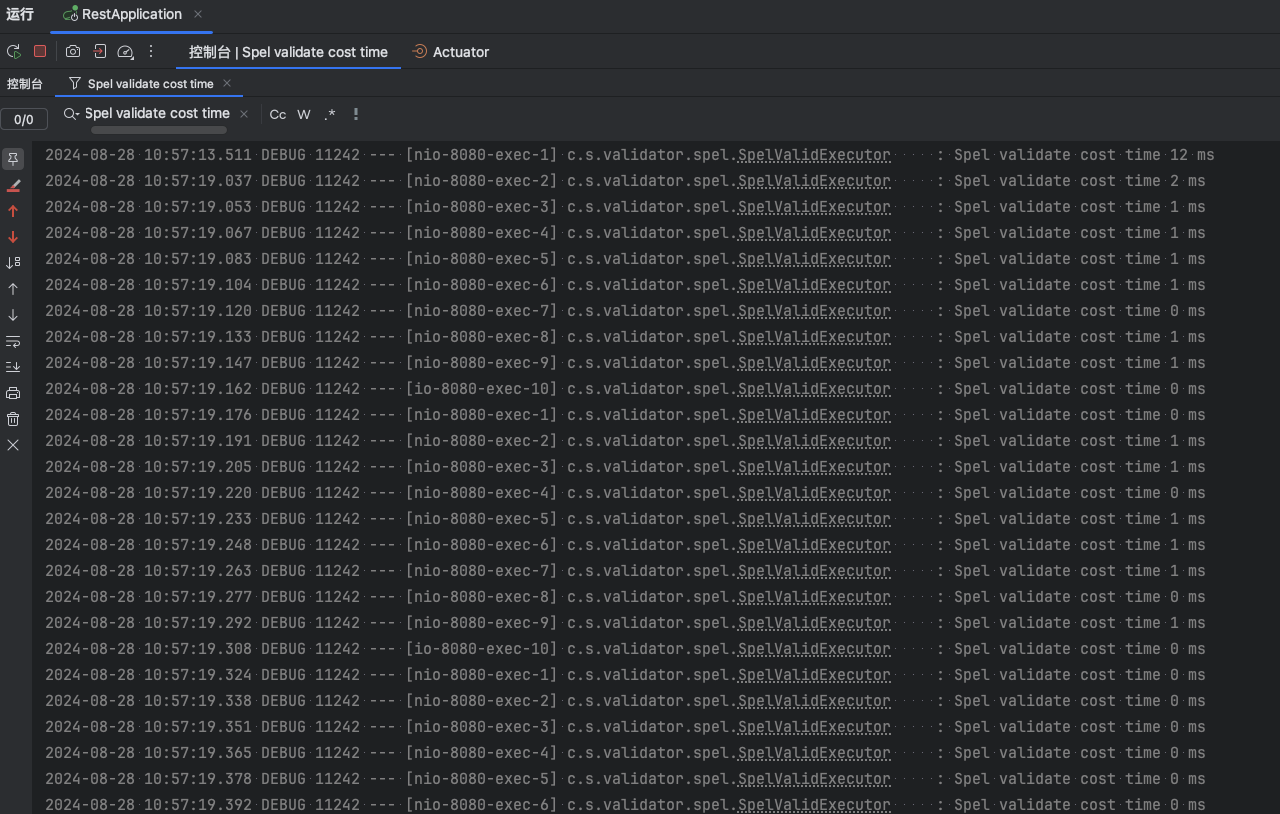 运行 RestApplication
控制台 | Spel validate cost time Actuator
控制台 Spel validate cost time
0/0 Spel validate cost time Cc W .* !
2024-08-28 10:57:13.511 DEBUG 11242 --- [nio-8080-exec-1] c.s.validator.spel.SpelValidExecutor : Spel validate cost time 12 ms
2024-08-28 10:57:19.037 DEBUG 11242 --- [nio-8080-exec-2] c.s.validator.spel.SpelValidExecutor : Spel validate cost time 2 ms
2024-08-28 10:57:19.053 DEBUG 11242 --- [nio-8080-exec-3] c.s.validator.spel.SpelValidExecutor : Spel validate cost time 1 ms
2024-08-28 10:57:19.067 DEBUG 11242 --- [nio-8080-exec-4] c.s.validator.spel.SpelValidExecutor : Spel validate cost time 1 ms
2024-08-28 10:57:19.083 DEBUG 11242 --- [nio-8080-exec-5] c.s.validator.spel.SpelValidExecutor : Spel validate cost time 1 ms
2024-08-28 10:57:19.104 DEBUG 11242 --- [nio-8080-exec-6] c.s.validator.spel.SpelValidExecutor : Spel validate cost time 1 ms
2024-08-28 10:57:19.120 DEBUG 11242 --- [nio-8080-exec-7] c.s.validator.spel.SpelValidExecutor : Spel validate cost time 0 ms
2024-08-28 10:57:19.133 DEBUG 11242 --- [nio-8080-exec-8] c.s.validator.spel.SpelValidExecutor : Spel validate cost time 1 ms
2024-08-28 10:57:19.147 DEBUG 11242 --- [nio-8080-exec-9] c.s.validator.spel.SpelValidExecutor : Spel validate cost time 1 ms
2024-08-28 10:57:19.162 DEBUG 11242 --- [io-8080-exec-10] c.s.validator.spel.SpelValidExecutor : Spel validate cost time 0 ms
2024-08-28 10:57:19.176 DEBUG 11242 --- [nio-8080-exec-1] c.s.validator.spel.SpelValidExecutor : Spel validate cost time 0 ms
2024-08-28 10:57:19.191 DEBUG 11242 --- [nio-8080-exec-2] c.s.validator.spel.SpelValidExecutor : Spel validate cost time 1 ms
2024-08-28 10:57:19.205 DEBUG 11242 --- [nio-8080-exec-3] c.s.validator.spel.SpelValidExecutor : Spel validate cost time 1 ms
2024-08-28 10:57:19.220 DEBUG 11242 --- [nio-8080-exec-4] c.s.validator.spel.SpelValidExecutor : Spel validate cost time 0 ms
2024-08-28 10:57:19.233 DEBUG 11242 --- [nio-8080-exec-5] c.s.validator.spel.SpelValidExecutor : Spel validate cost time 1 ms
2024-08-28 10:57:19.248 DEBUG 11242 --- [nio-8080-exec-6] c.s.validator.spel.SpelValidExecutor : Spel validate cost time 1 ms
2024-08-28 10:57:19.263 DEBUG 11242 --- [nio-8080-exec-7] c.s.validator.spel.SpelValidExecutor : Spel validate cost time 1 ms
2024-08-28 10:57:19.277 DEBUG 11242 --- [nio-8080-exec-8] c.s.validator.spel.SpelValidExecutor : Spel validate cost time 0 ms
2024-08-28 10:57:19.292 DEBUG 11242 --- [nio-8080-exec-9] c.s.validator.spel.SpelValidExecutor : Spel validate cost time 1 ms
2024-08-28 10:57:19.308 DEBUG 11242 --- [io-8080-exec-10] c.s.validator.spel.SpelValidExecutor : Spel validate cost time 0 ms
2024-08-28 10:57:19.324 DEBUG 11242 --- [nio-8080-exec-1] c.s.validator.spel.SpelValidExecutor : Spel validate cost time 0 ms
2024-08-28 10:57:19.338 DEBUG 11242 --- [nio-8080-exec-2] c.s.validator.spel.SpelValidExecutor : Spel validate cost time 0 ms
2024-08-28 10:57:19.351 DEBUG 11242 --- [nio-8080-exec-3] c.s.validator.spel.SpelValidExecutor : Spel validate cost time 0 ms
2024-08-28 10:57:19.365 DEBUG 11242 --- [nio-8080-exec-4] c.s.validator.spel.SpelValidExecutor : Spel validate cost time 0 ms
2024-08-28 10:57:19.378 DEBUG 11242 --- [nio-8080-exec-5] c.s.validator.spel.SpelValidExecutor : Spel validate cost time 0 ms
2024-08-28 10:57:19.392 DEBUG 11242 --- [nio-8080-exec-6] c.s.validator.spel.SpelValidExecutor : Spel validate cost time 0 ms